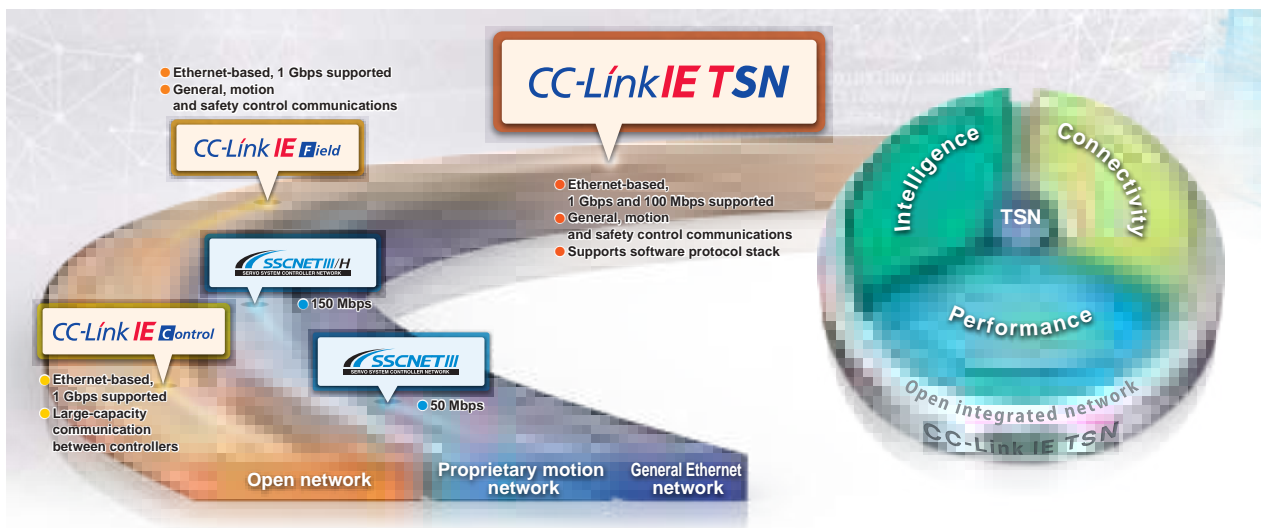 Ethernet-based, 1 Gbps supported
General, motion
and safety control communications
CC-Link IE Field
CC-Link IE TSN
Ethernet-based,
1 Gbps and 100 Mbps supported
General, motion
and safety control communications
Supports software protocol stack
SSCNETIII/H
SERVO SYSTEM CONTROLLER NETWORK
150 Mbps
CC-Link IE Control
Ethernet-based,
1 Gbps supported
Large-capacity
communication
between controllers
SSCNETIII
SERVO SYSTEM CONTROLLER NETWORK
50 Mbps
Open network
Proprietary motion
network
General Ethernet
network
Intelligence
Connectivity
TSN
Performance
Open integrated network
CC-Link IE TSN